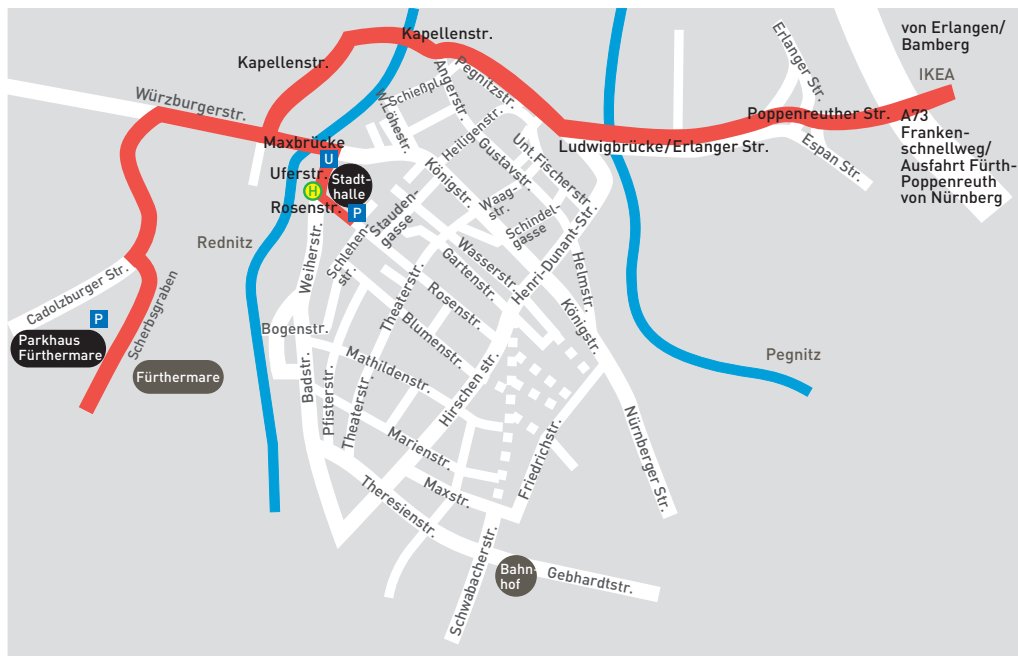 von Erlangen/
Bamberg
IKEA
A73
Franken-
schnellweg/
Ausfahrt Fürth-
Poppenreuth
von Nürnberg
Kapellenstr.
Kapellenstr.
Würzburgerstr.
Maxbrücke
U
Uferstr.
H
Stadt-
halle
Rosenstr.
P
Erlanger Str.
Poppenreuther Str.
Espan Str.
Ludwigbrücke/Erlanger Str.
Pegnitzstr.
Angerstr.
Schießpl.
W.Löhestr.
Heiligenstr.
Gustavstr.
Unt.Fischerstr.
Königstr.
Waag-
str.
Schindel-
gasse
Stauden-
gasse
Schlehen-
str.
Rednitz
Weiherstr.
Wasserstr.
Gartenstr.
Henri-Dunant-Str.
Helmstr.
Theaterstr.
Rosenstr.
Blumenstr.
Königstr.
Cadolzburger Str.
Scherbsgraben
P
Parkhaus
Fürthermare
Fürthermare
Bogenstr.
Badstr.
Pfisterstr.
Theaterstr.
Mathildenstr.
Hirschen str.
Pegnitz
Marienstr.
Maxstr.
Friedrichstr.
Nürnberger Str.
Theresienstr.
Schwabacherstr.
Bahn-
hof
Gebhardtstr.